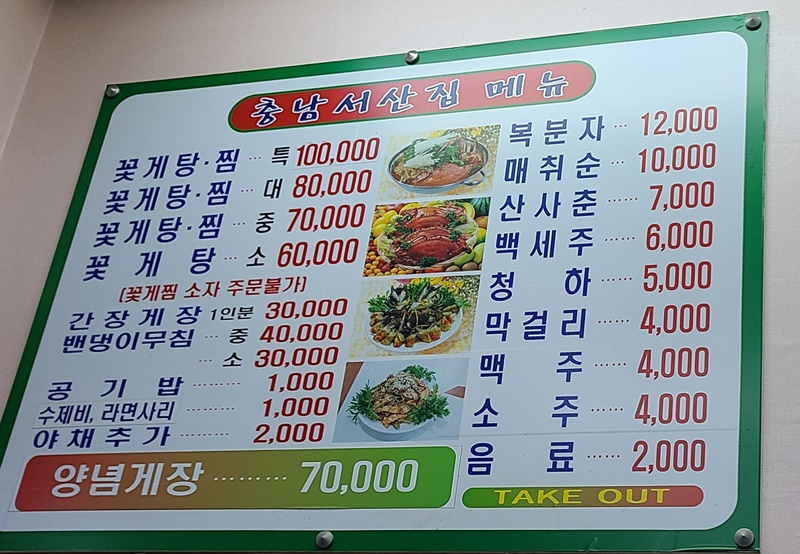 충남서산집 메뉴
꽃게탕·찜 ··· 특 100,000
꽃게탕·찜 ··· 대 80,000
꽃게탕·찜 ··· 중 70,000
꽃게탕 ··· 소 60,000
(꽃게찜 소자 주문불가)
간장게장 1인분 30,000
밴댕이무침 ··· 중 40,000
··· 소 30,000
공기밥 ········· 1,000
수제비, 라면사리 ········· 1,000
야채추가 ········· 2,000
양념게장 ········· 70,000
복분자 ··· 12,000
매취순 ··· 10,000
산사춘 ··· 7,000
백세주 ··· 6,000
청하 ······ 5,000
막걸리 ······ 4,000
맥주 ······ 4,000
소주 ······ 4,000
음료 ······ 2,000
TAKE OUT